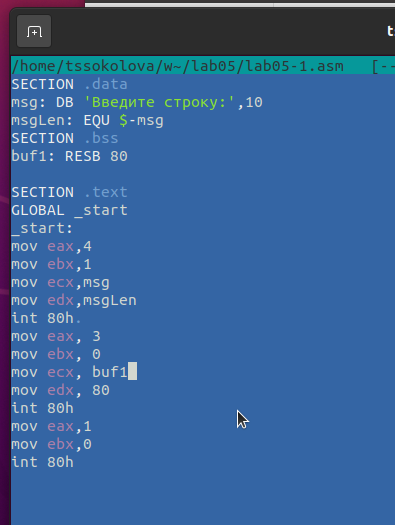 t
/home/tssokolova/w~/lab05/lab05-1.asm   [--
SECTION .data
msg: DB 'Введите строку:',10
msgLen: EQU $-msg
SECTION .bss
buf1: RESB 80
SECTION .text
GLOBAL _start
_start:
mov eax,4
mov ebx,1
mov ecx,msg
mov edx,msgLen
int 80h.
mov eax, 3
mov ebx, 0
mov ecx, buf1
mov edx, 80
int 80h
mov eax,1
mov ebx,0
int 80h